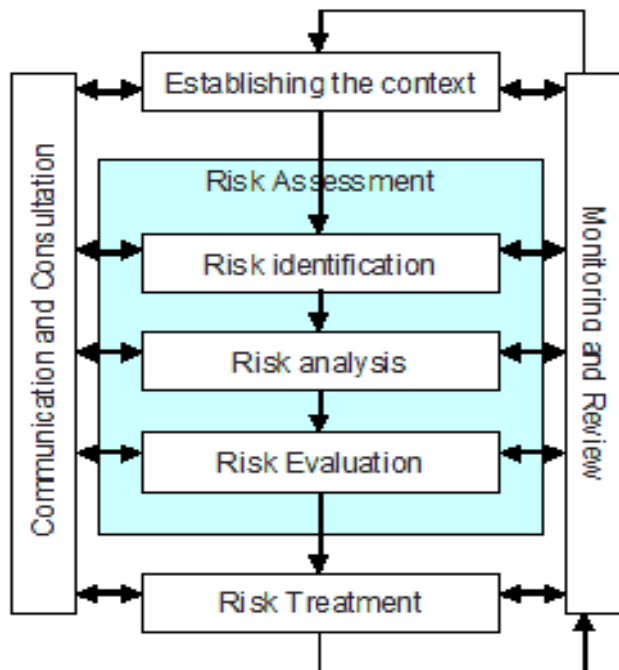 Establishing the context
Communication and Consultation
Risk Assessment
Monitoring and Review
Risk identification
Risk analysis
Risk Evaluation
Risk Treatment